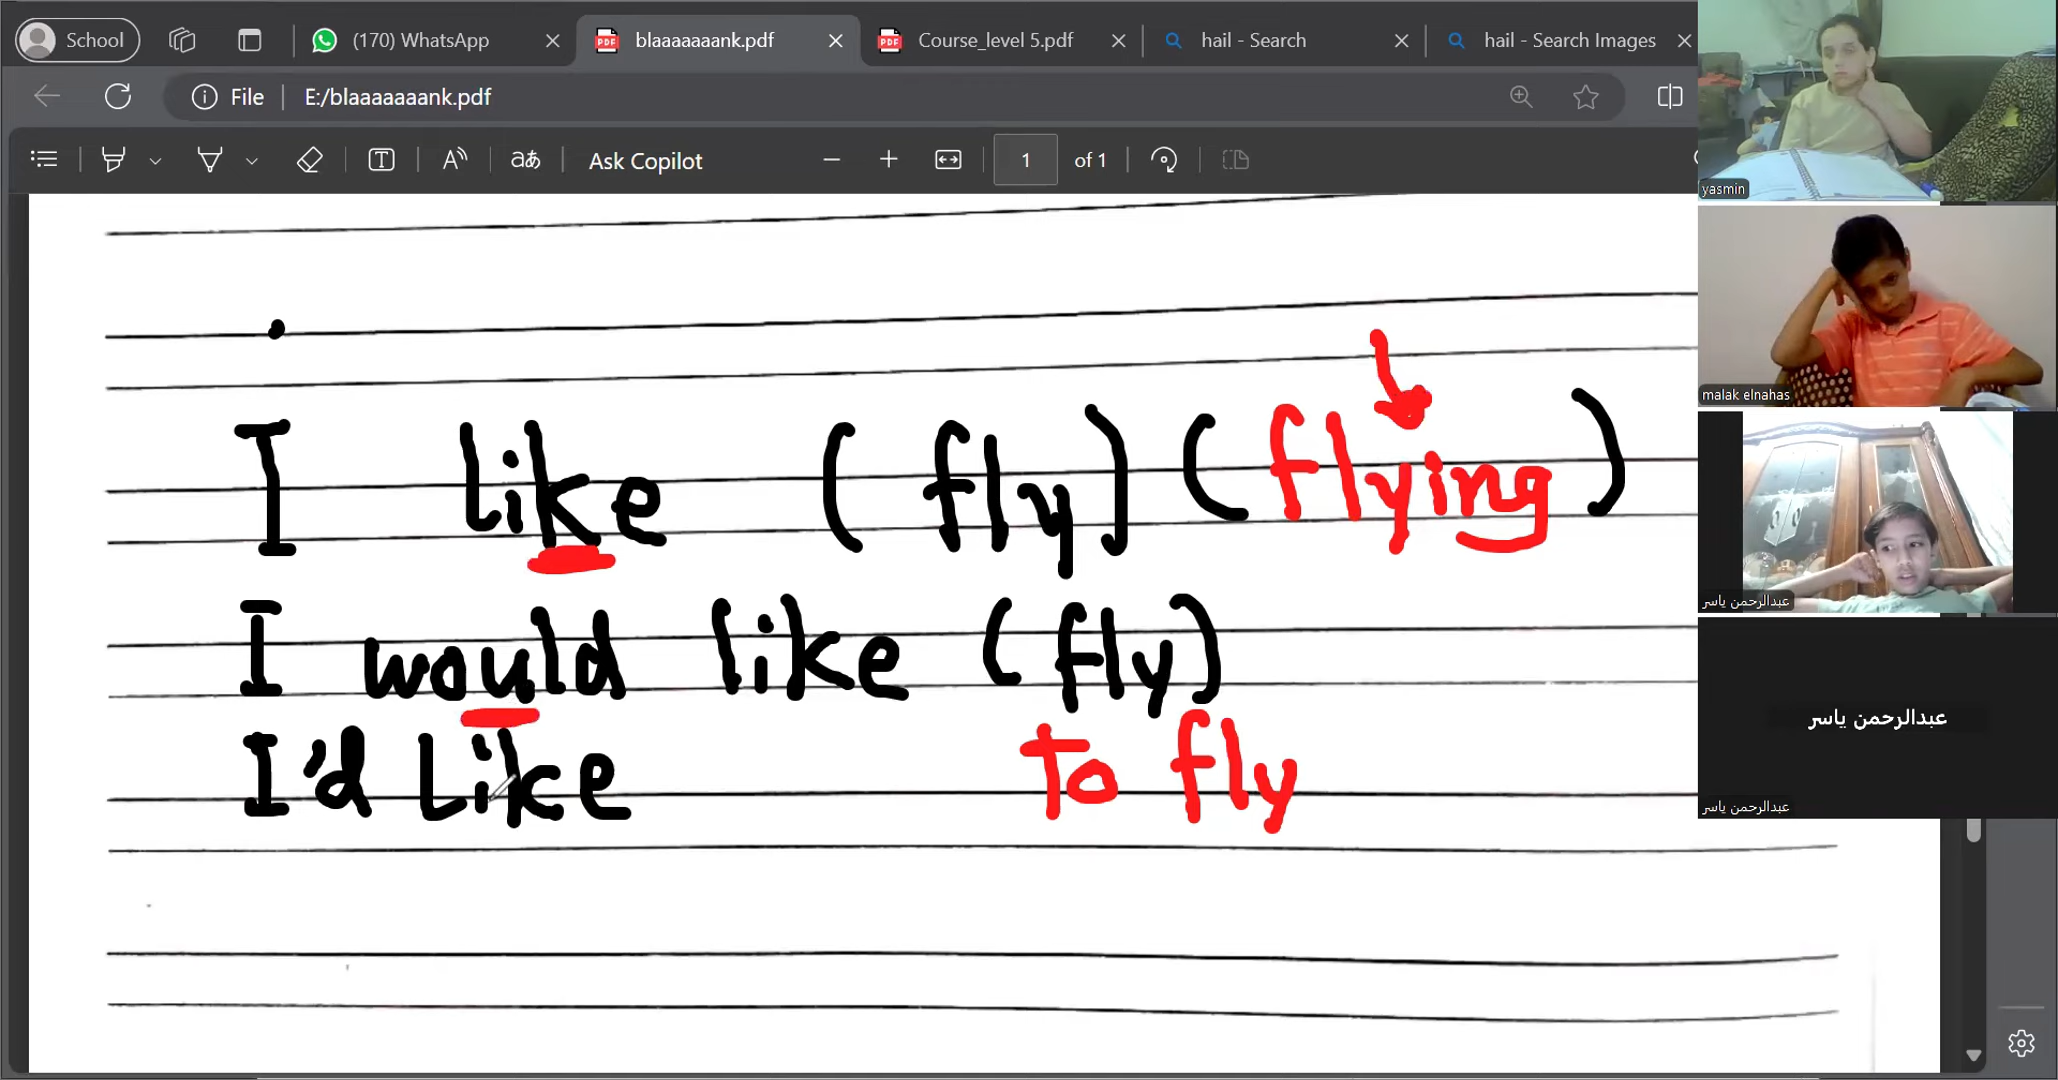 School
(170) WhatsApp
blaaaaaaank.pdf
Course_level 5.pdf
hail - Search
hail - Search Images
File
E:/blaaaaaaank.pdf
Ask Copilot
1 of 1
I like (fly) (flying)
I would like (fly)
I'd Like to fly
yasmin
malak elnahas
عبدالرحمن ياسر
عبدالرحمن ياسر
عبدالرحمن ياسر